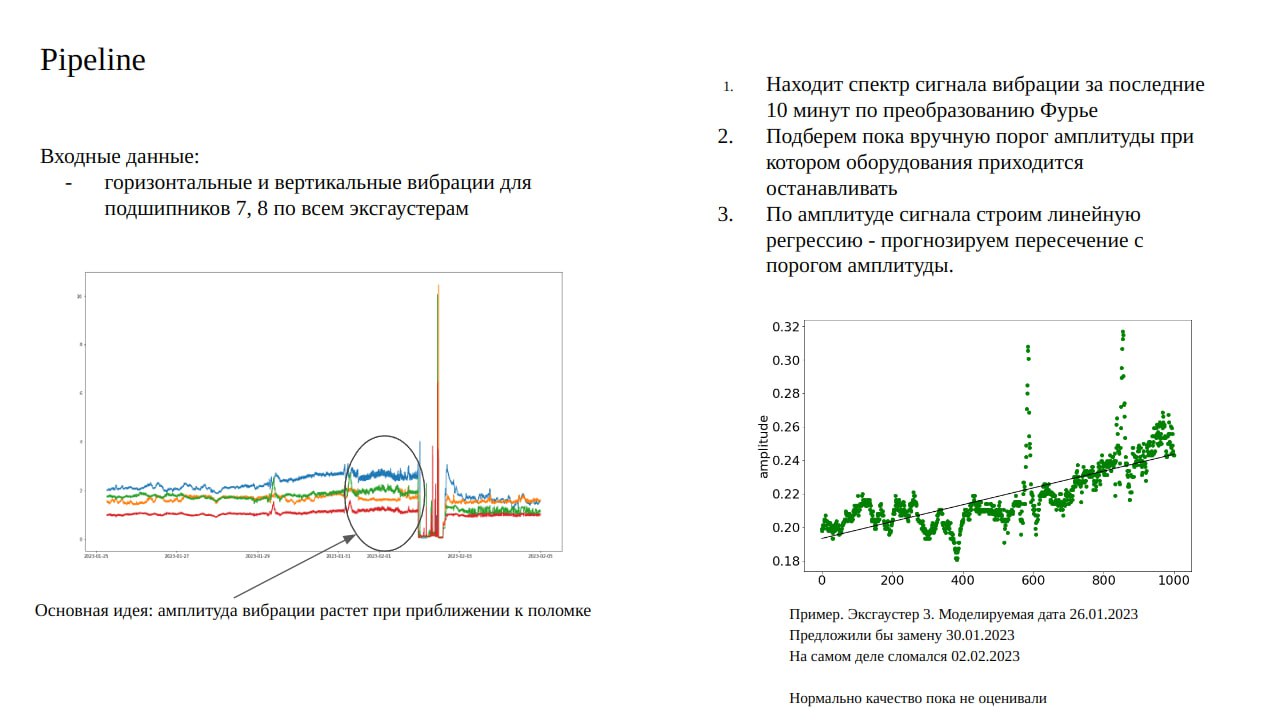 Pipeline
Входные данные:
- горизонтальные и вертикальные вибрации для
подшипников 7, 8 по всем эксгаустерам
10
8
6
4
2
0
2023-01-25 2023-01-27 2023-01-29 2023-01-31 2023-02-01 2023-02-03 2023-02-05
Основная идея: амплитуда вибрации растет при приближении к поломке
1. Находит спектр сигнала вибрации за последние
10 минут по преобразованию Фурье
2. Подберем пока вручную порог амплитуды при
котором оборудования приходится
останавливать
3. По амплитуде сигнала строим линейную
регрессию - прогнозируем пересечение с
порогом амплитуды.
amplitude
0.32
0.30
0.28
0.26
0.24
0.22
0.20
0.18
0 200 400 600 800 1000
Пример. Эксгаустер 3. Моделируемая дата 26.01.2023
Предложили бы замену 30.01.2023
На самом деле сломался 02.02.2023
Нормально качество пока не оценивали